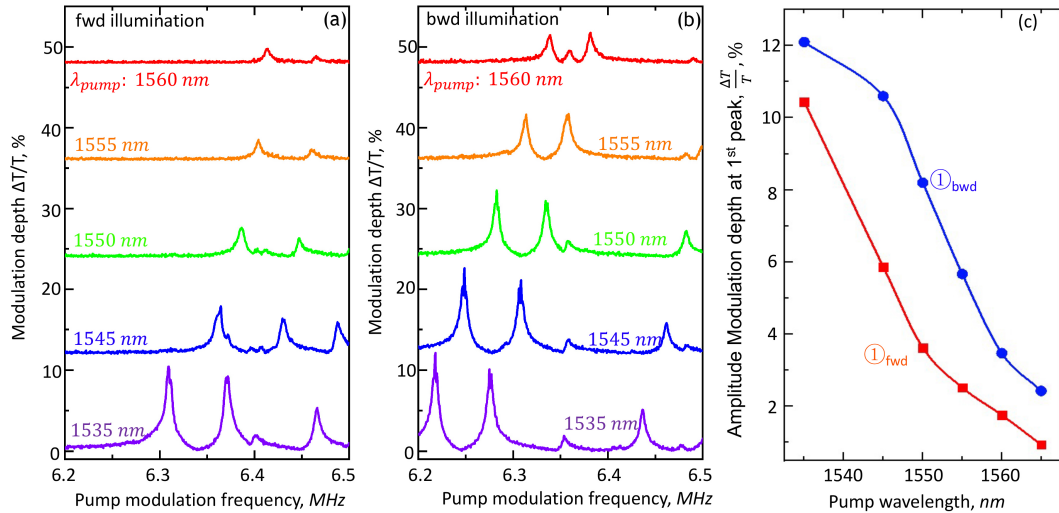 fwd illumination
(a)
50
λpump: 1560 nm
40
1555 nm
30
1550 nm
20
1545 nm
10
1535 nm
0
6.2
6.3
6.4
6.5
Modulation depth ΔT/T, %
Pump modulation frequency, MHz
bwd illumination
(b)
50
λpump: 1560 nm
40
1555 nm
30
1550 nm
20
1545 nm
10
1535 nm
0
6.2
6.3
6.4
6.5
Modulation depth ΔT/T, %
Pump modulation frequency, MHz
(c)
12
10
8
6
4
2
①bwd
①fwd
1540
1550
1560
Amplitude Modulation depth at 1st peak, ΔT/T, %
Pump wavelength, nm